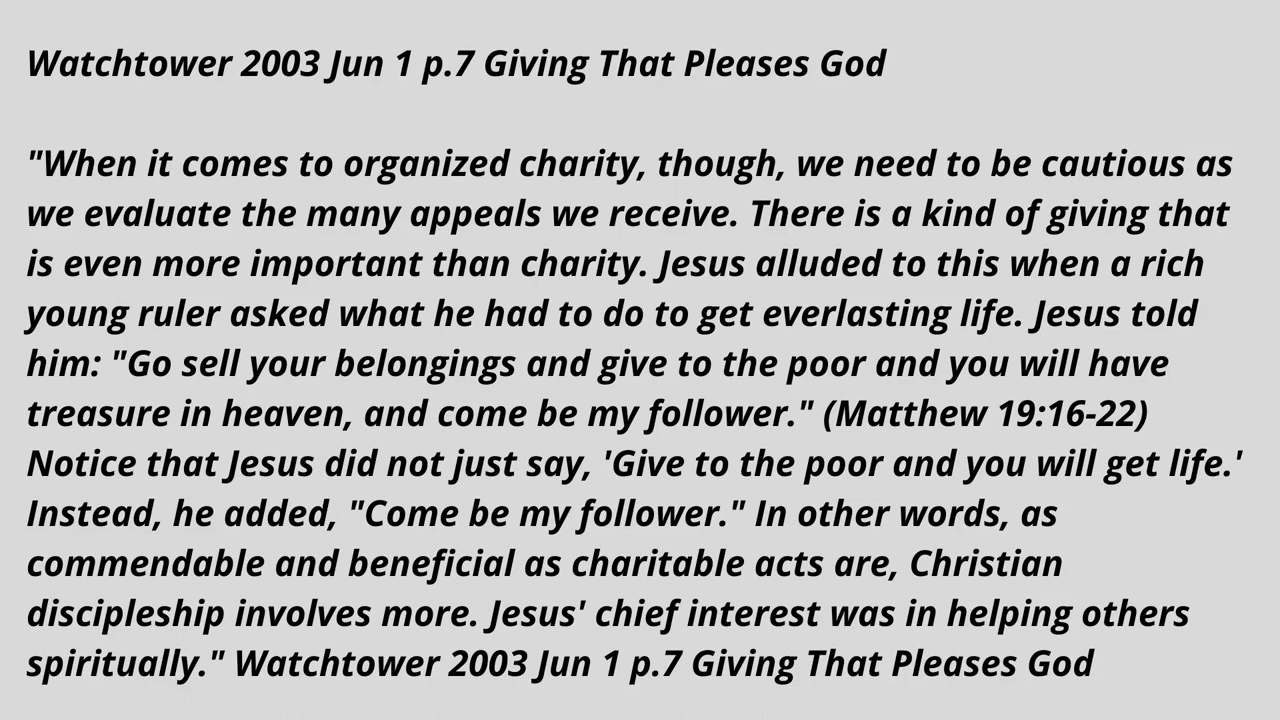 Watchtower 2003 Jun 1 p.7 Giving That Pleases God
"When it comes to organized charity, though, we need to be cautious as
we evaluate the many appeals we receive. There is a kind of giving that
is even more important than charity. Jesus alluded to this when a rich
young ruler asked what he had to do to get everlasting life. Jesus told
him: "Go sell your belongings and give to the poor and you will have
treasure in heaven, and come be my follower." (Matthew 19:16-22)
Notice that Jesus did not just say, 'Give to the poor and you will get life.'
Instead, he added, "Come be my follower." In other words, as
commendable and beneficial as charitable acts are, Christian
discipleship involves more. Jesus' chief interest was in helping others
spiritually." Watchtower 2003 Jun 1 p.7 Giving That Pleases God